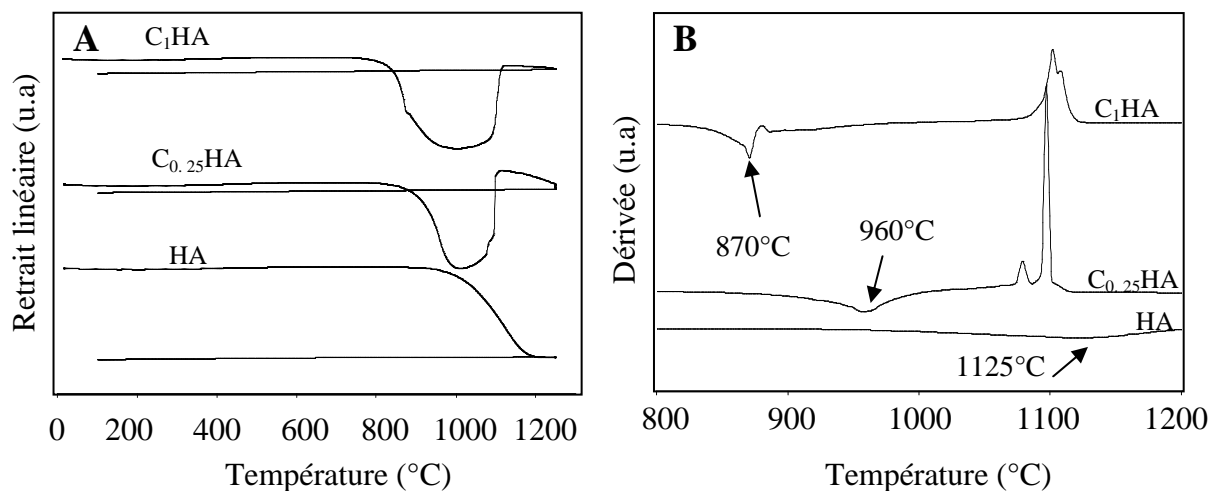 A
C₁HA
C₀.₂₅HA
HA
Retrait linéaire (u.a)
0 200 400 600 800 1000 1200
Température (°C)
B
C₁HA
870°C
960°C
C₀.₂₅HA
HA
1125°C
Dérivée (u.a)
800 900 1000 1100 1200
Température (°C)